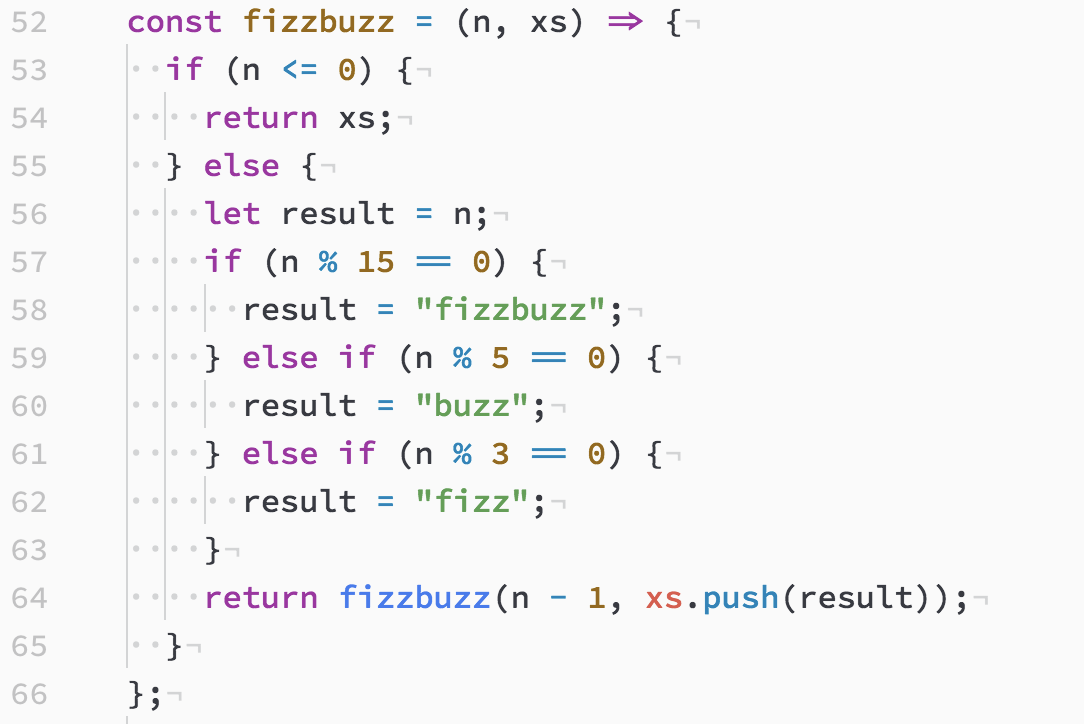 52 const fizzbuzz = (n, xs) => {¬
53 ··if (n <= 0) {¬
54 ····return xs;¬
55 ··} else {¬
56 ····let result = n;¬
57 ····if (n % 15 == 0) {¬
58 ······result = "fizzbuzz";¬
59 ····} else if (n % 5 == 0) {¬
60 ······result = "buzz";¬
61 ····} else if (n % 3 == 0) {¬
62 ······result = "fizz";¬
63 ····}¬
64 ····return fizzbuzz(n - 1, xs.push(result));¬
65 ··}¬
66 };¬